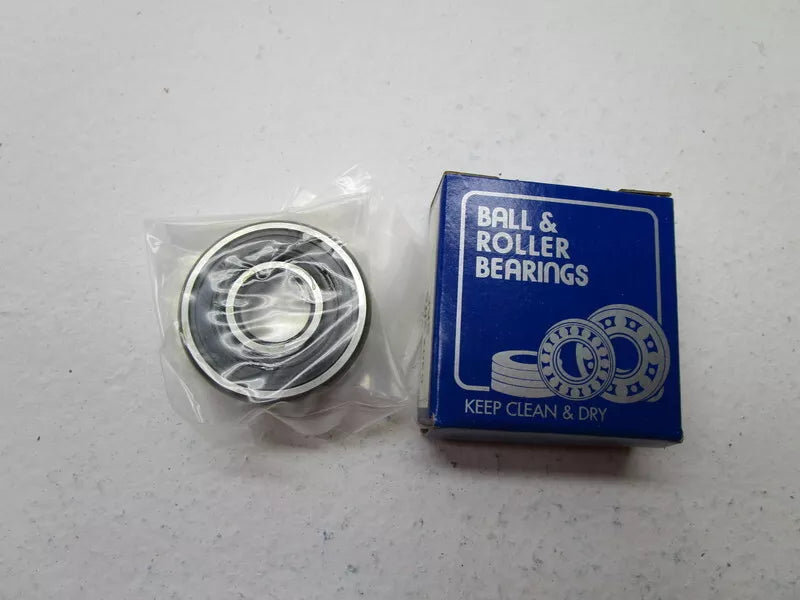 BALL &
ROLLER
BEARINGS
KEEP CLEAN & DRY